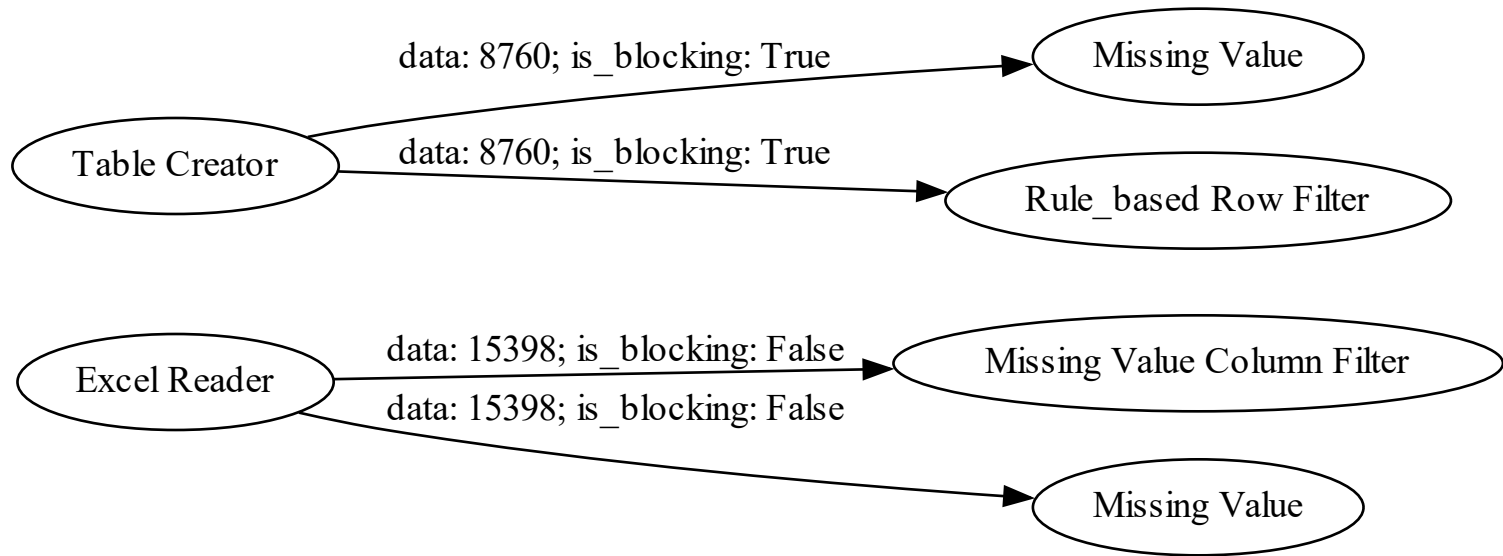 data: 8760; is_blocking: True
Missing Value
Table Creator
data: 8760; is_blocking: True
Rule_based Row Filter
data: 15398; is_blocking: False
Missing Value Column Filter
Excel Reader
data: 15398; is_blocking: False
Missing Value